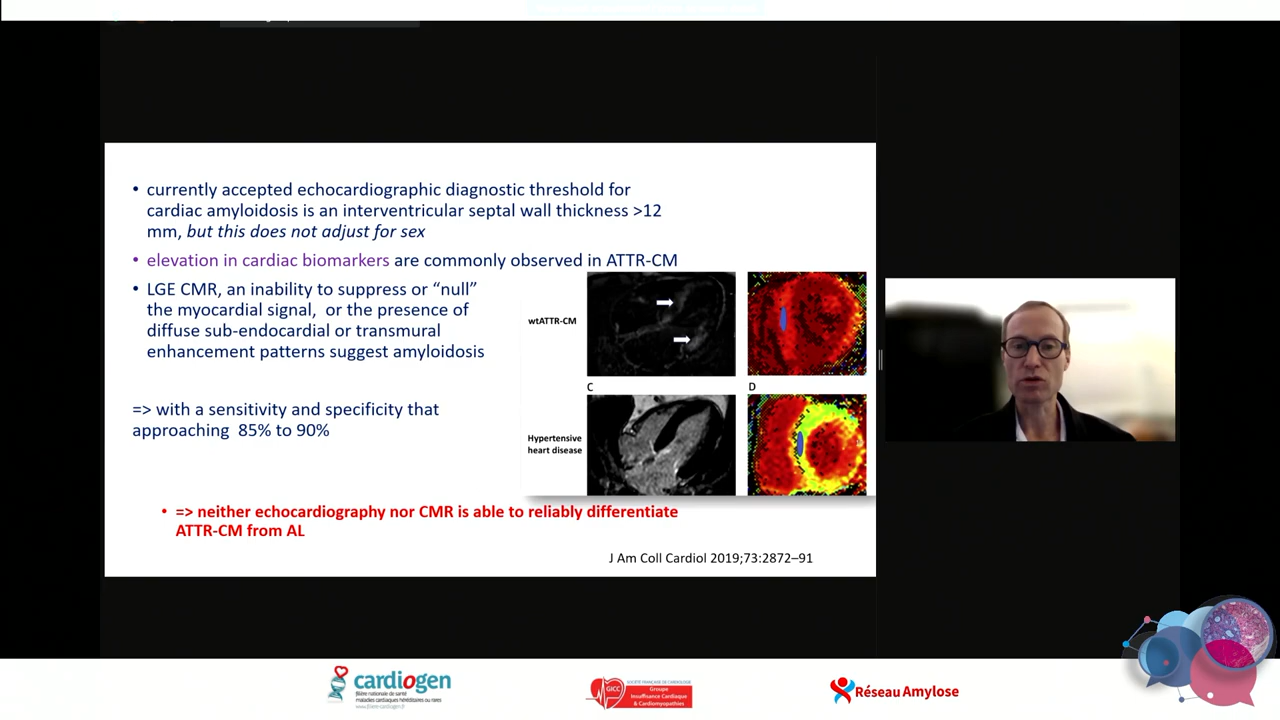 • currently accepted echocardiographic diagnostic threshold for
cardiac amyloidosis is an interventricular septal wall thickness >12
mm, but this does not adjust for sex
• elevation in cardiac biomarkers are commonly observed in ATTR-CM
• LGE CMR, an inability to suppress or “null”
the myocardial signal, or the presence of
diffuse sub-endocardial or transmural
enhancement patterns suggest amyloidosis
wtATTR-CM
C
D
=> with a sensitivity and specificity that
approaching 85% to 90%
Hypertensive
heart disease
• => neither echocardiography nor CMR is able to reliably differentiate
ATTR-CM from AL
J Am Coll Cardiol 2019;73:2872–91
cardiogen
filière nationale de santé
maladies cardiaques héréditaires ou rares
www.filiere-cardiogen.fr
GICC
SOCIÉTÉ FRANÇAISE DE CARDIOLOGIE
Groupe
Insuffisance Cardiaque
& Cardiomyopathies
Réseau Amylose